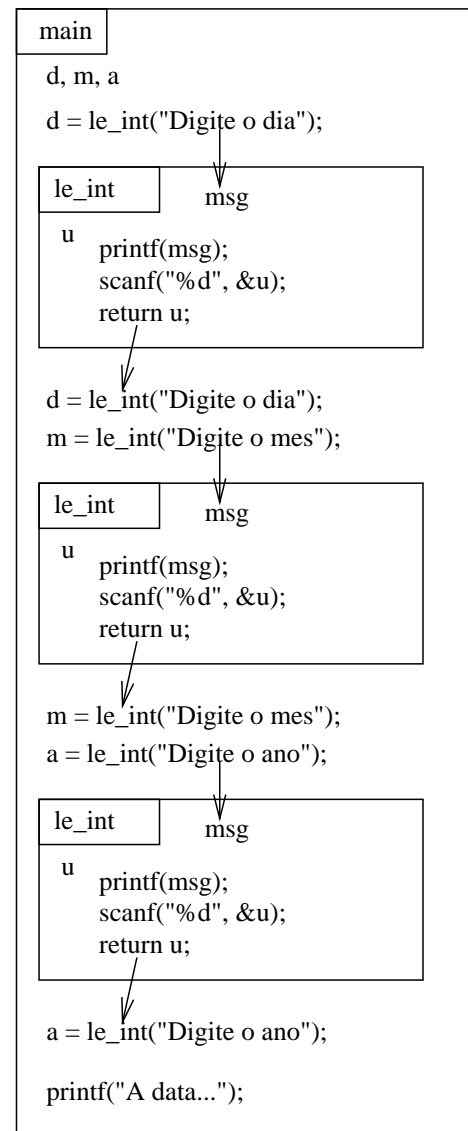 main
d, m, a
d = le_int("Digite o dia");
le_int
msg
u
printf(msg);
scanf("%d", &u);
return u;
d = le_int("Digite o dia");
m = le_int("Digite o mes");
le_int
msg
u
printf(msg);
scanf("%d", &u);
return u;
m = le_int("Digite o mes");
a = le_int("Digite o ano");
le_int
msg
u
printf(msg);
scanf("%d", &u);
return u;
a = le_int("Digite o ano");
printf("A data...");